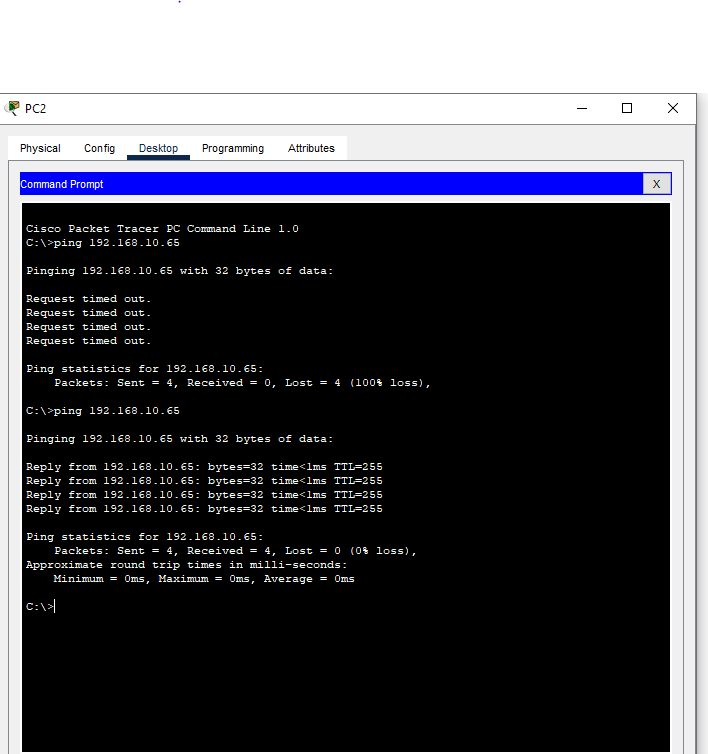 PC2
Physical Config Desktop Programming Attributes
Command Prompt
X
Cisco Packet Tracer PC Command Line 1.0
C:\>ping 192.168.10.65
Pinging 192.168.10.65 with 32 bytes of data:
Request timed out.
Request timed out.
Request timed out.
Request timed out.
Ping statistics for 192.168.10.65:
Packets: Sent = 4, Received = 0, Lost = 4 (100% loss),
C:\>ping 192.168.10.65
Pinging 192.168.10.65 with 32 bytes of data:
Reply from 192.168.10.65: bytes=32 time<1ms TTL=255
Reply from 192.168.10.65: bytes=32 time<1ms TTL=255
Reply from 192.168.10.65: bytes=32 time<1ms TTL=255
Reply from 192.168.10.65: bytes=32 time<1ms TTL=255
Ping statistics for 192.168.10.65:
Packets: Sent = 4, Received = 4, Lost = 0 (0% loss),
Approximate round trip times in milli-seconds:
Minimum = 0ms, Maximum = 0ms, Average = 0ms
C:\>